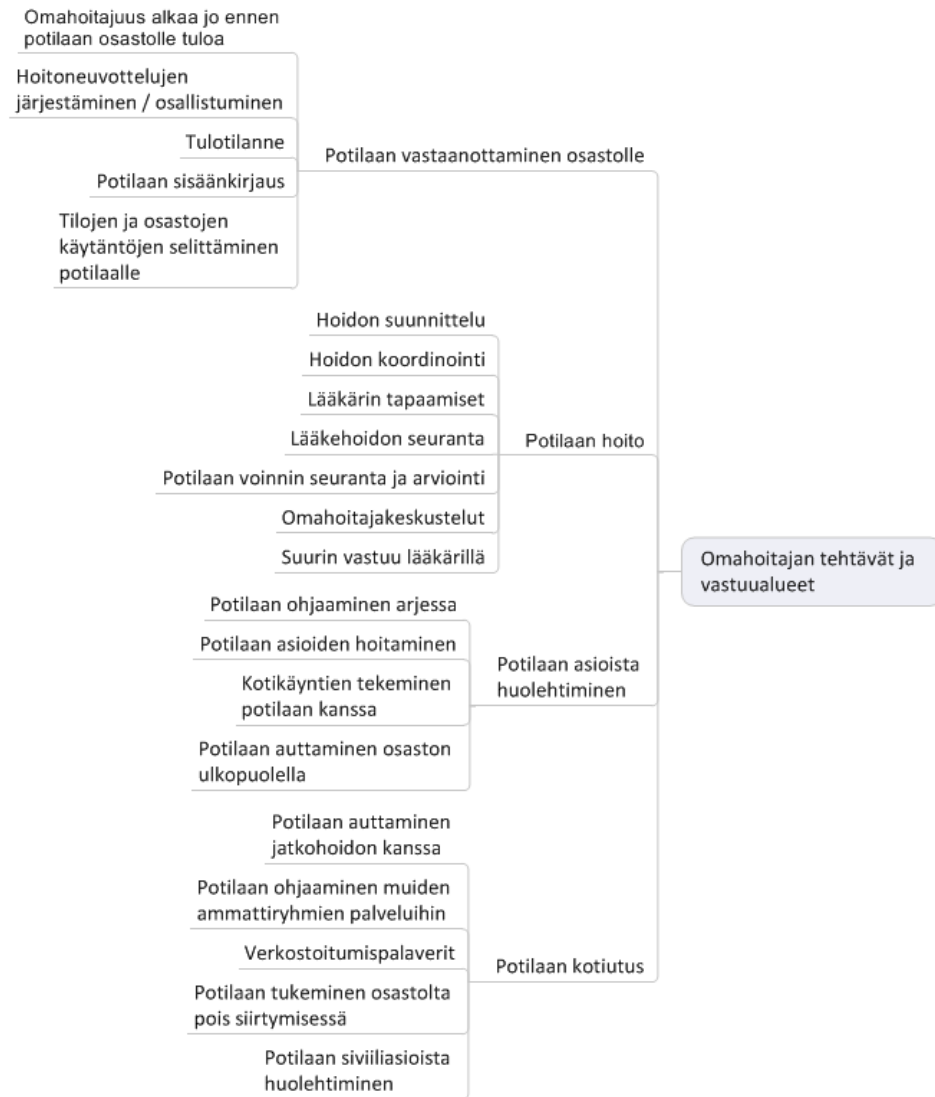 Omahoitajuus alkaa jo ennen
potilaan osastolle tuloa
Hoitoneuvottelujen
järjestäminen / osallistuminen
Tulotilanne
Potilaan sisäänkirjaus
Tilojen ja osastojen
käytäntöjen selittäminen
potilaalle
Potilaan vastaanottaminen osastolle
Hoidon suunnittelu
Hoidon koordinointi
Lääkärin tapaamiset
Lääkehoidon seuranta
Potilaan voinnin seuranta ja arviointi
Omahoitajakeskustelut
Suurin vastuu lääkärillä
Potilaan hoito
Potilaan ohjaaminen arjessa
Potilaan asioiden hoitaminen
Kotikäyntien tekeminen
potilaan kanssa
Potilaan auttaminen osaston
ulkopuolella
Potilaan asioista
huolehtiminen
Potilaan auttaminen
jatkohoidon kanssa
Potilaan ohjaaminen muiden
ammattiryhmien palveluihin
Verkostoitumispalaverit
Potilaan tukeminen osastolta
pois siirtymisessä
Potilaan siviiliasioista
huolehtiminen
Potilaan kotiutus
Omahoitajan tehtävät ja
vastuualueet